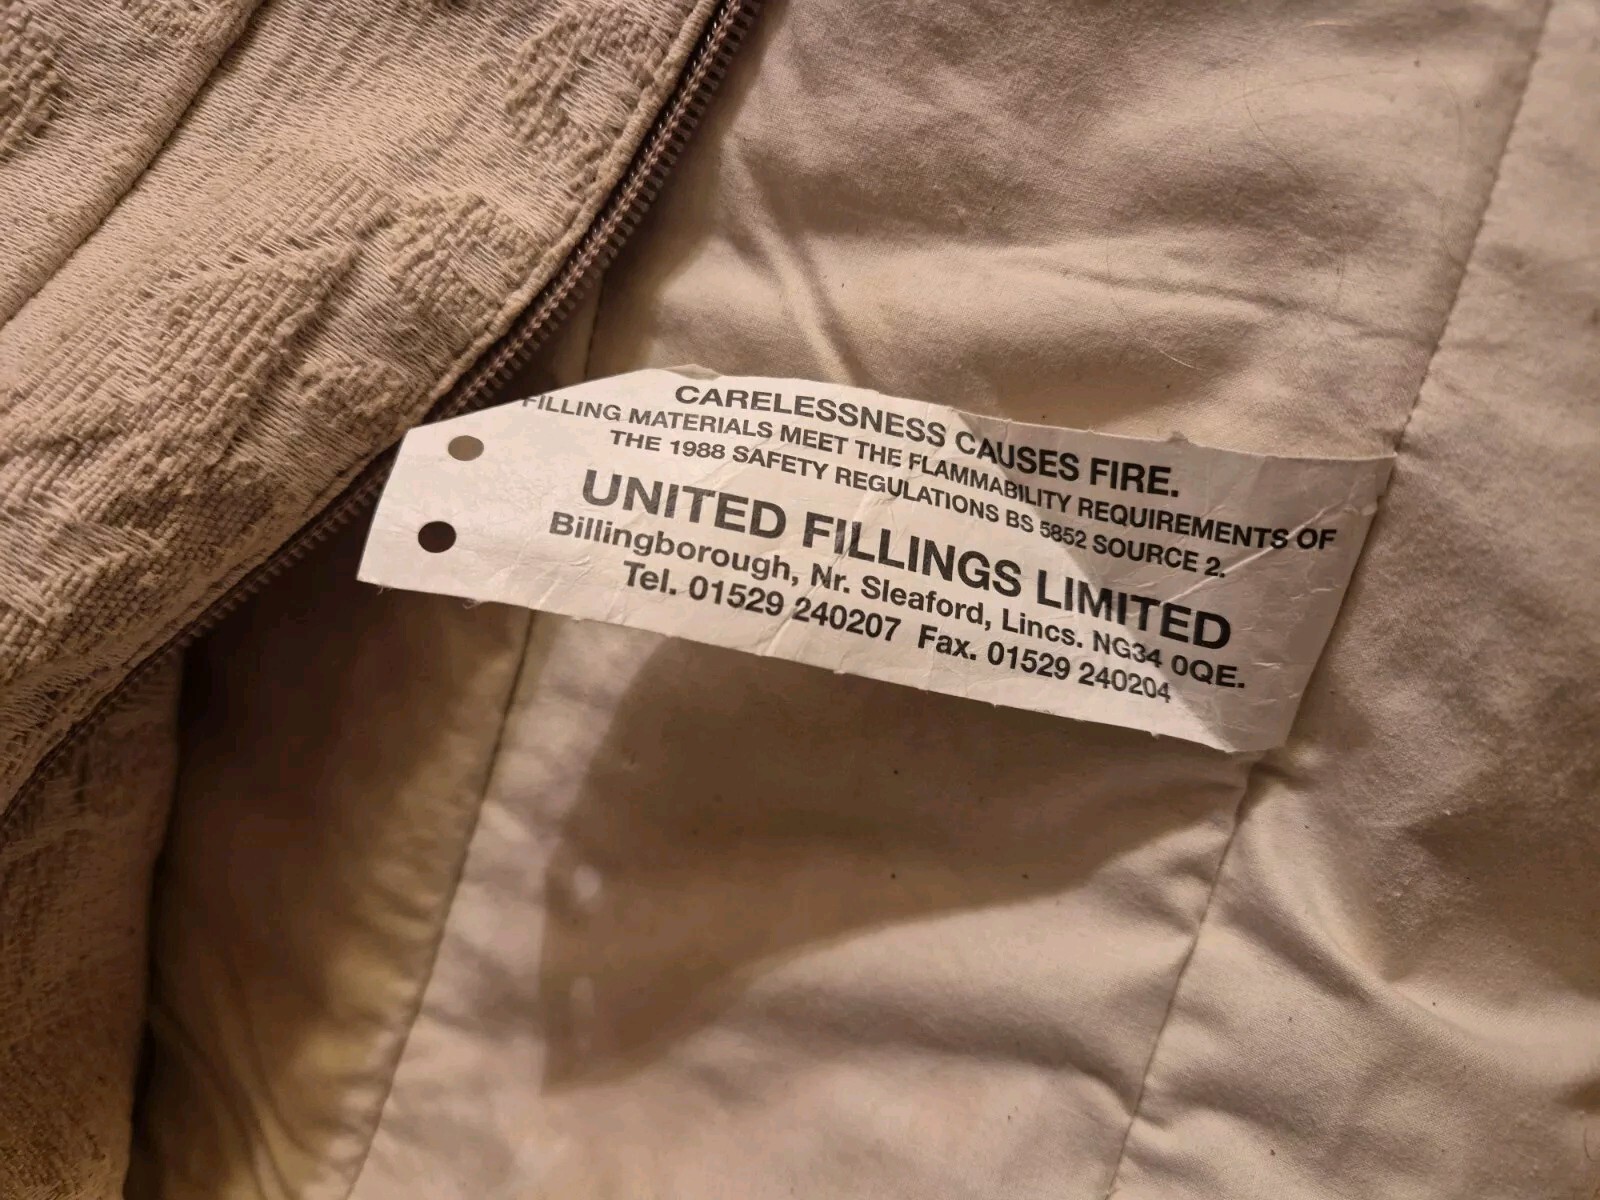 CARELESSNESS CAUSES FIRE.
FILLING MATERIALS MEET THE FLAMMABILITY REQUIREMENTS OF
THE 1988 SAFETY REGULATIONS BS 5852 SOURCE 2.
UNITED FILLINGS LIMITED
Billingborough, Nr. Sleaford, Lincs. NG34 0QE.
Tel. 01529 240207 Fax. 01529 240204